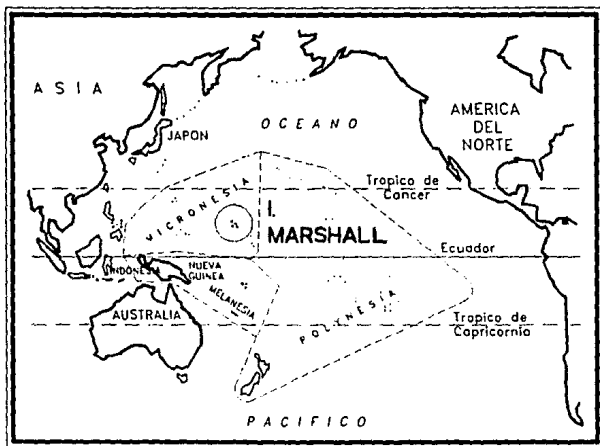 ASIA
JAPON
OCEANO
AMERICA
DEL
NORTE
Tropico de
Cancer
MICRONESIA
I.
MARSHALL
Ecuador
INDONESIA
NUEVA
GUINEA
MELANESIA
AUSTRALIA
POLYNESIA
Tropico de
Capricornio
PACIFICO